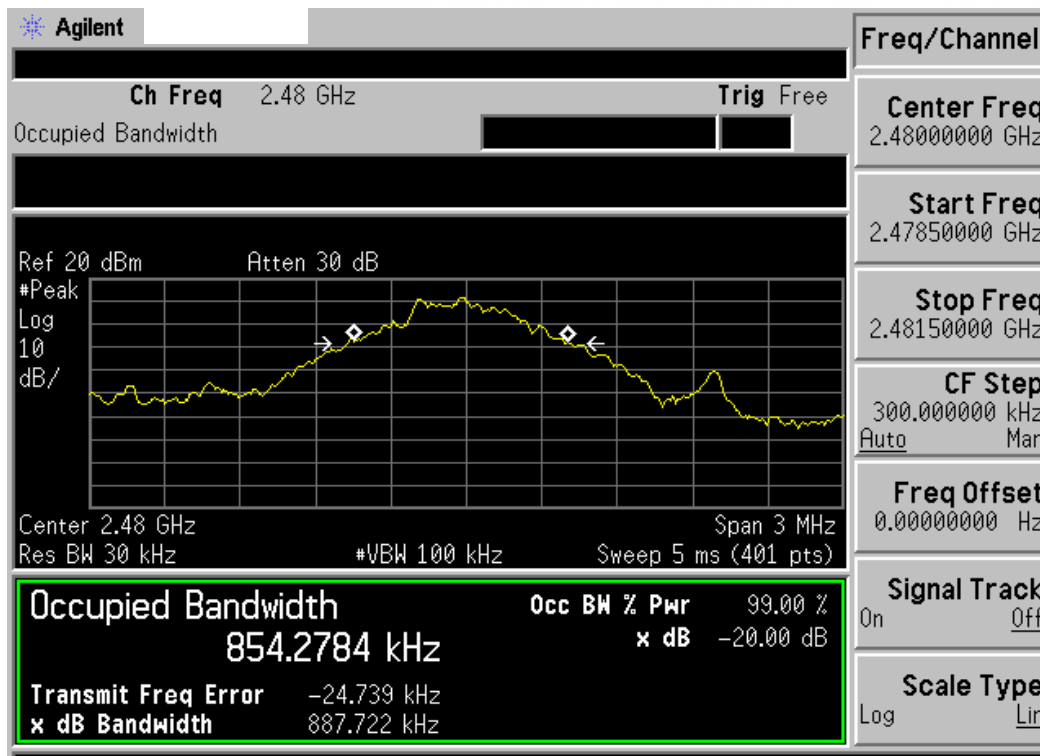 Agilent
Freq/Channel
Ch Freq 2.48 GHz Trig Free
Occupied Bandwidth
Center Freq
2.48000000 GHz
Start Freq
2.47850000 GHz
Ref 20 dBm Atten 30 dB
#Peak
Log
10
dB/
Stop Freq
2.48150000 GHz
CF Step
300.000000 kHz
Auto Man
Freq Offset
0.00000000 Hz
Center 2.48 GHz Span 3 MHz
Res BW 30 kHz #VBW 100 kHz Sweep 5 ms (401 pts)
Signal Track
On Off
Occupied Bandwidth Occ BW % Pwr 99.00 %
854.2784 kHz x dB -20.00 dB
Transmit Freq Error -24.739 kHz
x dB Bandwidth 887.722 kHz
Scale Type
Log Lin